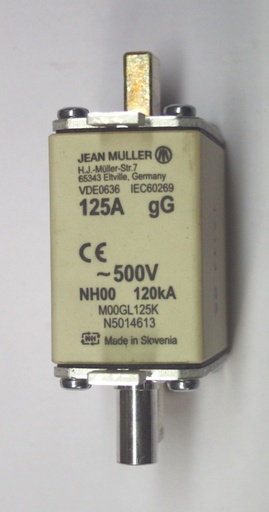 JEAN MULLER
H.J.-Müller-Str.7
65343 Eltville, Germany
VDE0636 IEC60269
125A gG
CE
~500V
NH00 120kA
M00GL125K
N5014613
NH Made in Slovenia